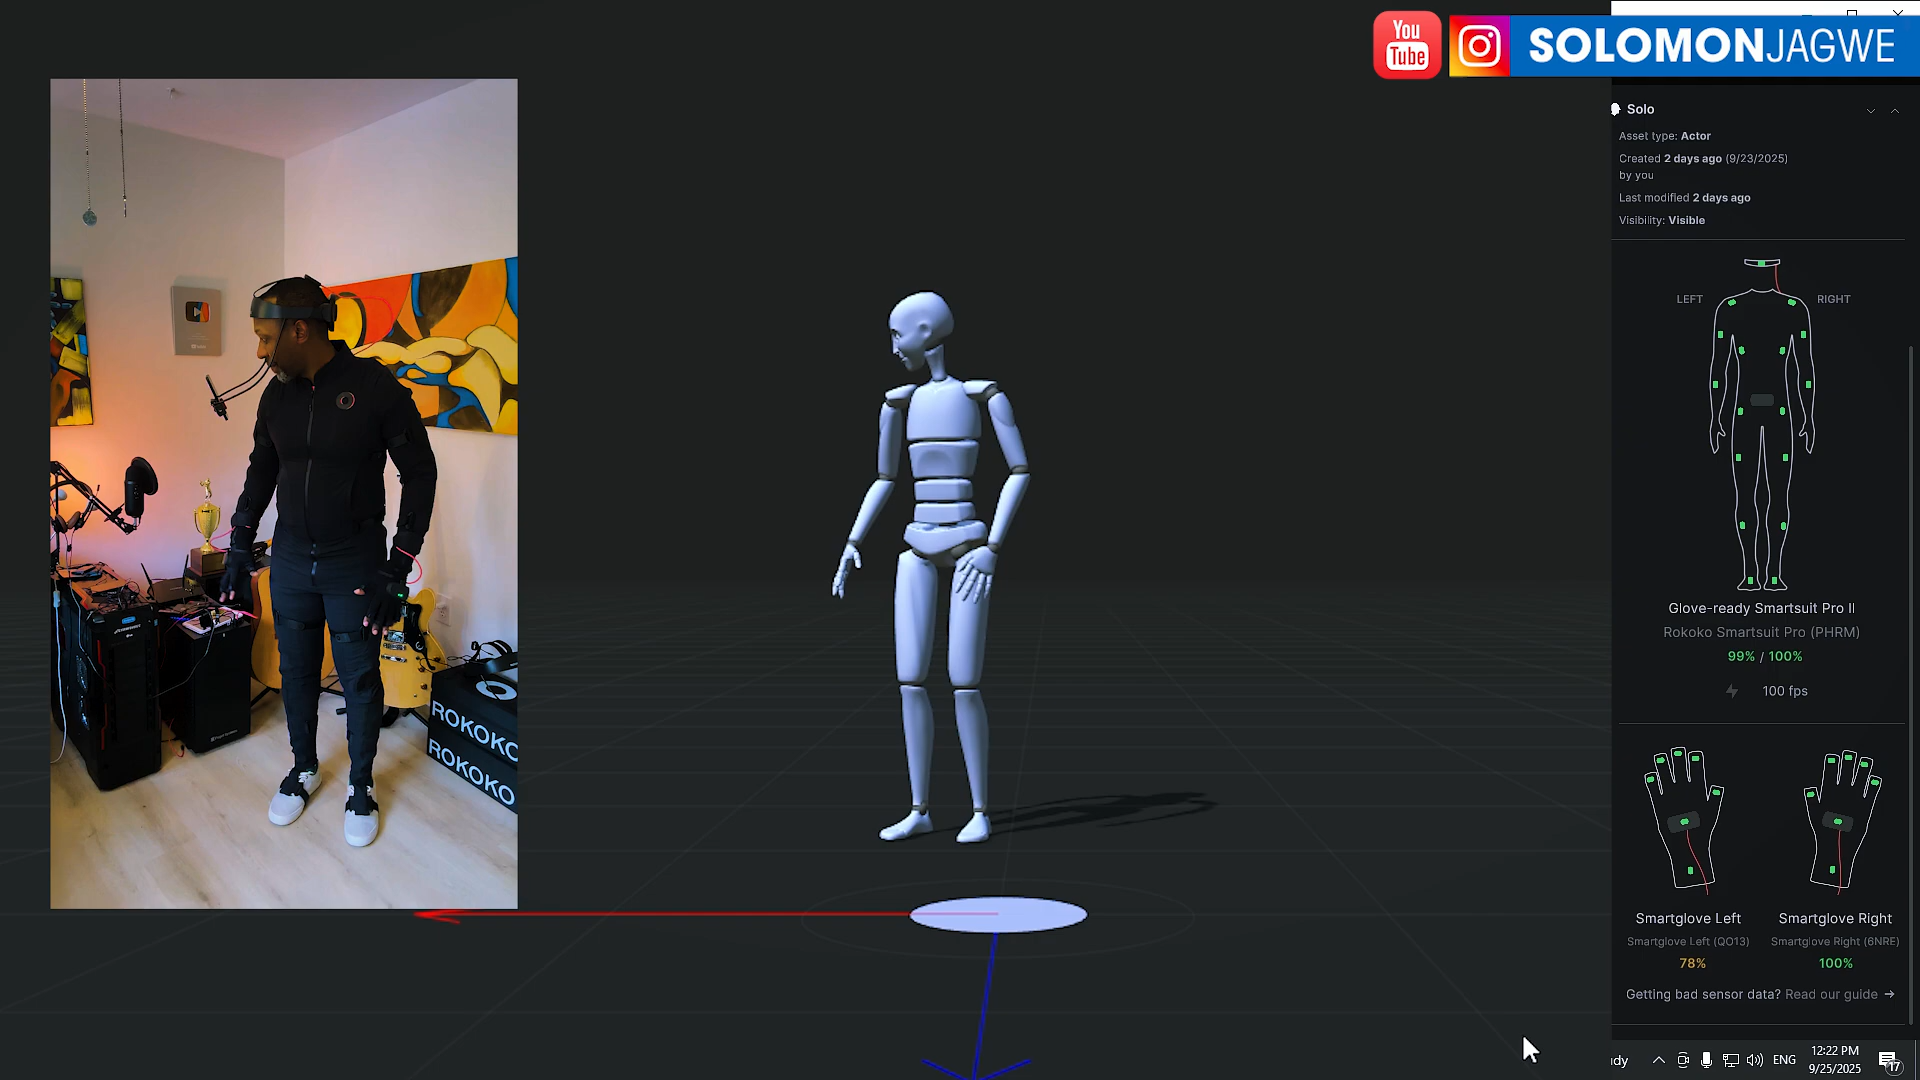 You
Tube
SOLOMONJAGWE
Solo
Asset type: Actor
Created 2 days ago (9/23/2025)
by you
Last modified 2 days ago
Visibility: Visible
LEFT
RIGHT
Glove-ready Smartsuit Pro II
Rokoko Smartsuit Pro (PHRM)
99% / 100%
100 fps
ROKOKO
ROKOKO
Smartglove Left
Smartglove Right
Smartglove Left (QO13)
Smartglove Right (6NRE)
78%
100%
Getting bad sensor data? Read our guide →
dy
ENG
12:22 PM
9/25/2025
17